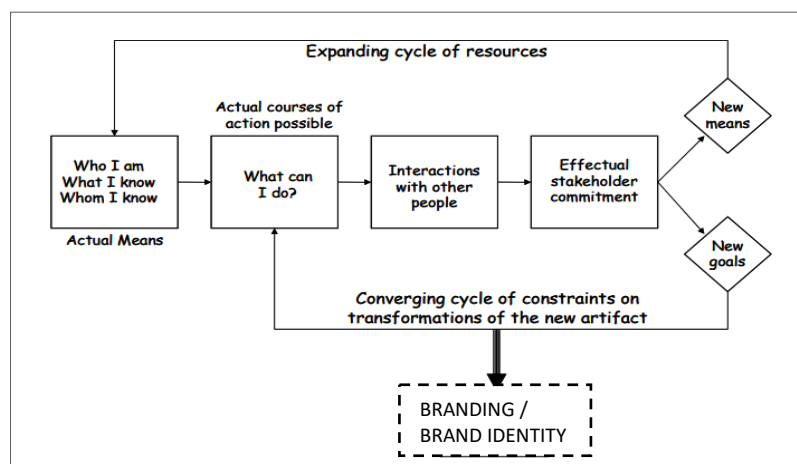 Expanding cycle of resources
Actual courses of
action possible
New
means
Who I am
What I know
Whom I know
What can
I do?
Interactions
with other
people
Effectual
stakeholder
commitment
Actual Means
New
goals
Converging cycle of constraints on
transformations of the new artifact
BRANDING /
BRAND IDENTITY